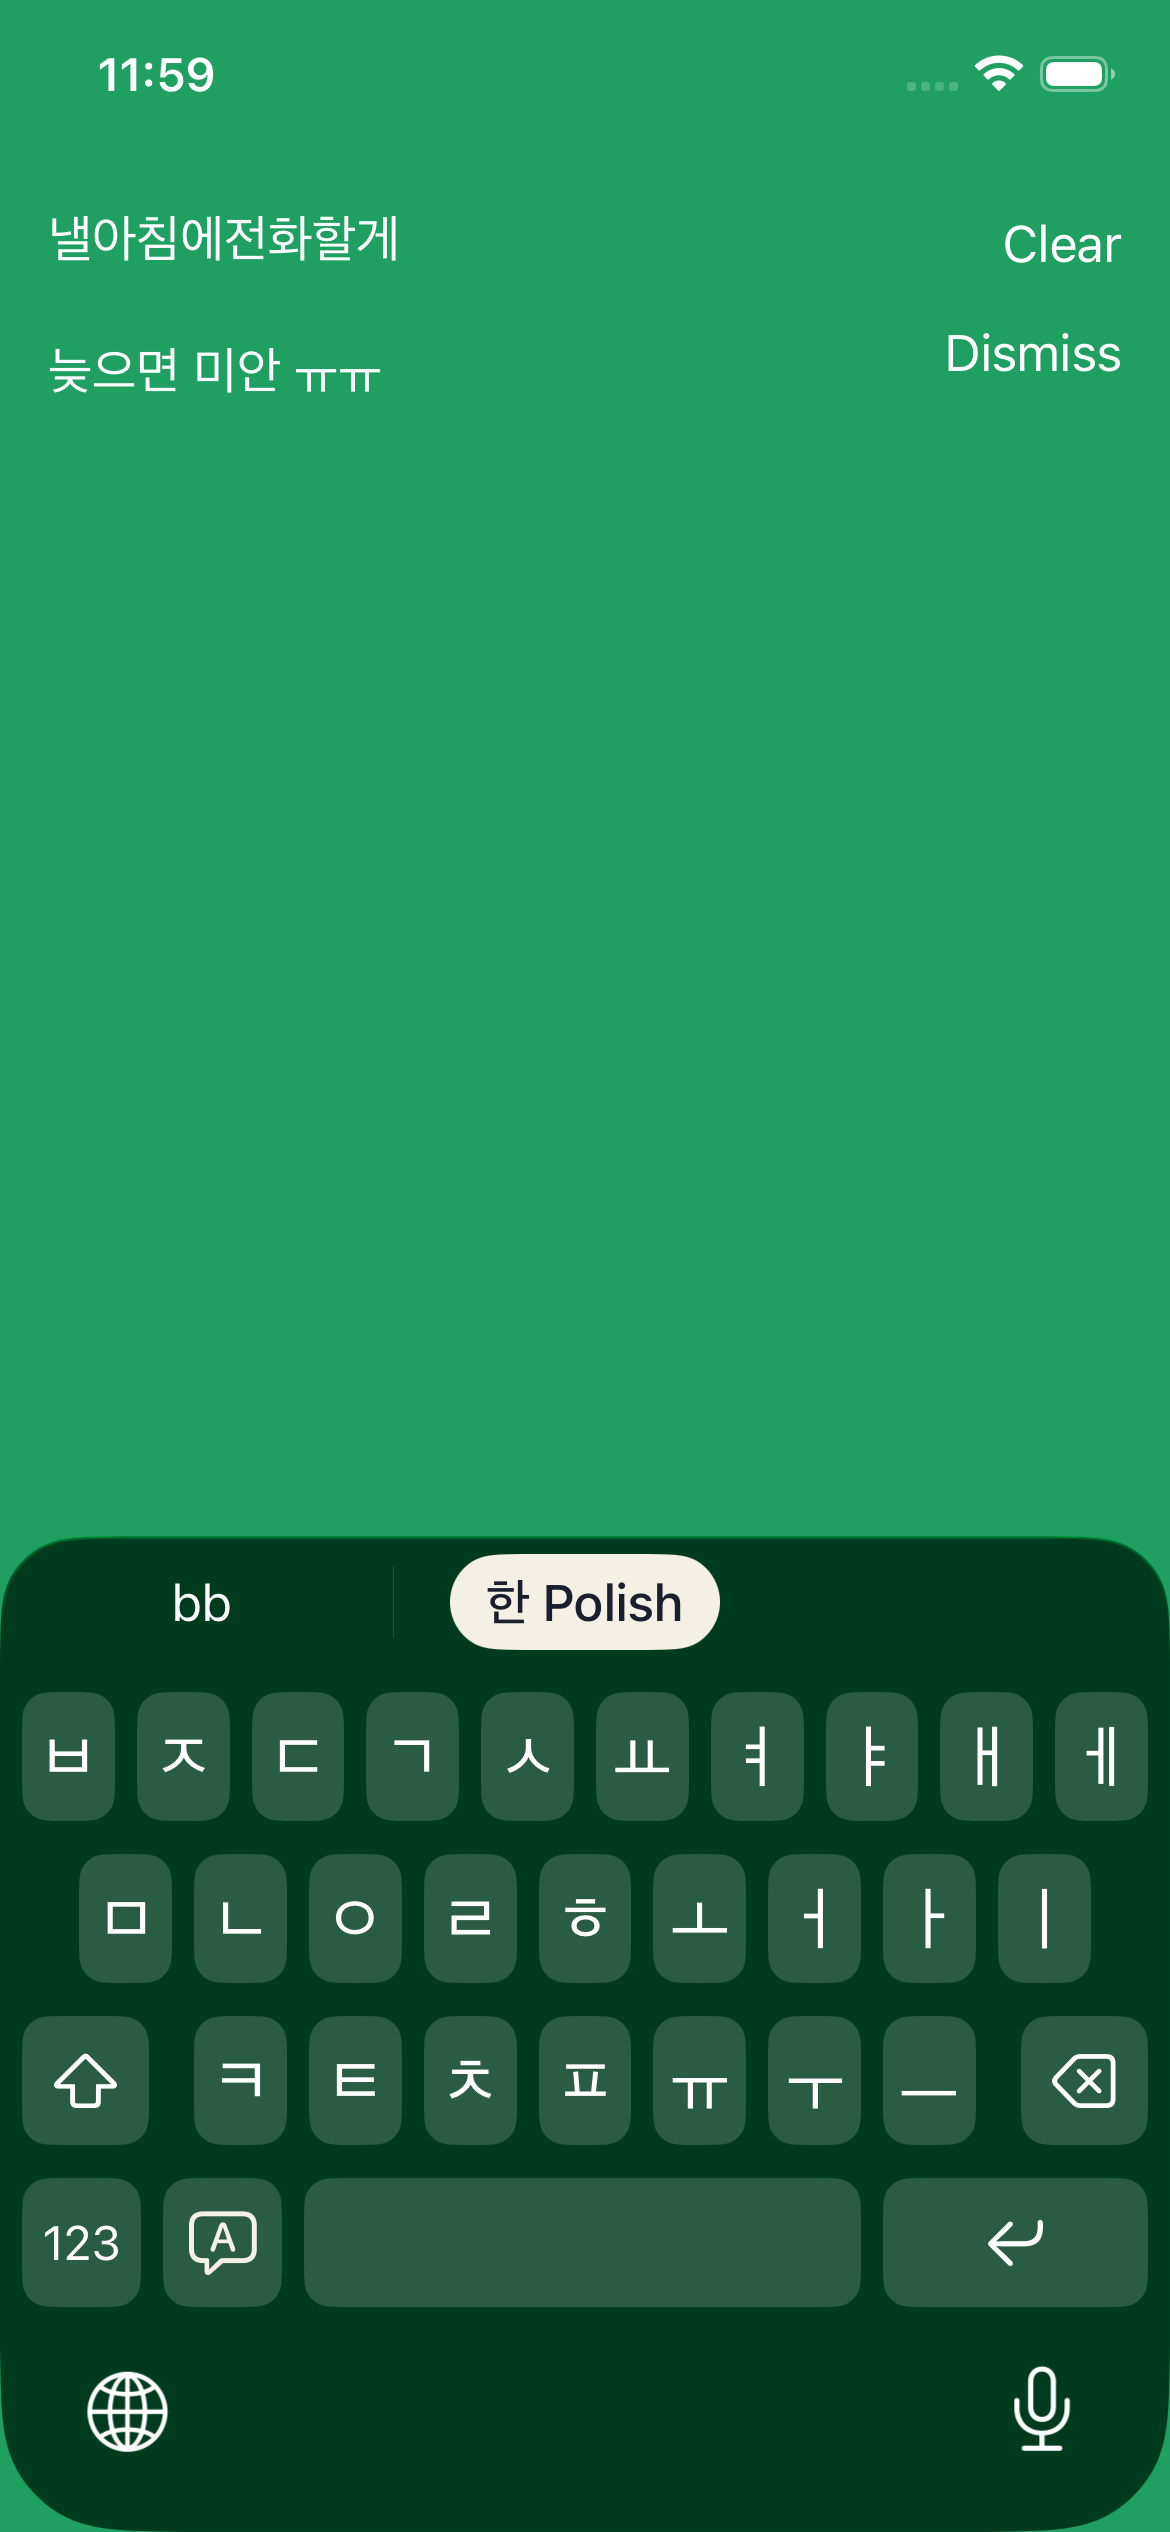 11:59
낼아침에전화할게
Clear
늦으면 미안 ㅠㅠ
Dismiss
bb
한 Polish
ㅂ ㅈ ㄷ ㄱ ㅅ ㅛ ㅕ ㅑ ㅐ ㅔ
ㅁ ㄴ ㅇ ㄹ ㅎ ㅗ ㅓ ㅏ ㅣ
ㅋ ㅌ ㅊ ㅍ ㅠ ㅜ ㅡ
123
A